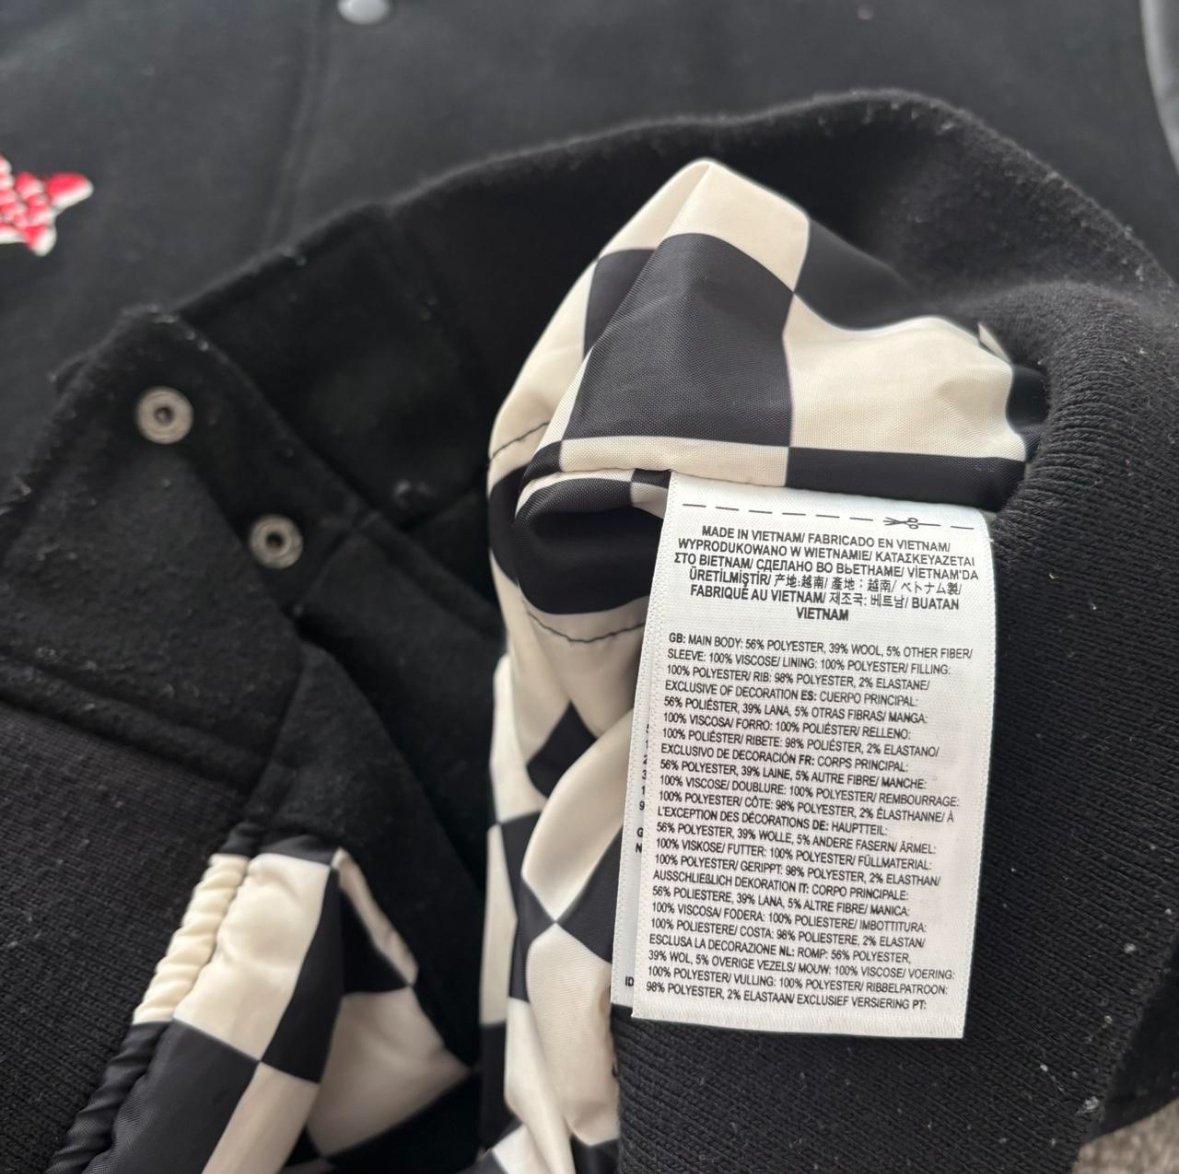 MADE IN VIETNAM/ FABRICADO EN VIETNAM/
WYPRODUKOWANO W WIETNAMIE/ ΚΑΤΑΣΚΕΥΑΖΕΤΑΙ
ΣΤΟ ΒΙΕΤΝΑΜ/ СДЕЛАНО ВО ВЬЕТНАМЕ/ VİETNAM'DA
ÜRETİLMİŞTİR/ 产地:越南/ 產地：越南/ ベトナム製/
FABRIQUÉ AU VIETNAM/ 제조국: 베트남/ BUATAN
VIETNAM
GB: MAIN BODY: 56% POLYESTER, 39% WOOL, 5% OTHER FIBER/
SLEEVE: 100% VISCOSE/ LINING: 100% POLYESTER/ FILLING:
100% POLYESTER/ RIB: 98% POLYESTER, 2% ELASTANE/
EXCLUSIVE OF DECORATION ES: CUERPO PRINCIPAL:
56% POLIÉSTER, 39% LANA, 5% OTRAS FIBRAS/ MANGA:
100% VISCOSA/ FORRO: 100% POLIÉSTER/ RELLENO:
100% POLIÉSTER/ RIBETE: 98% POLIÉSTER, 2% ELASTANO/
EXCLUSIVO DE DECORACIÓN FR: CORPS PRINCIPAL:
56% POLYESTER, 39% LAINE, 5% AUTRE FIBRE/ MANCHE:
100% VISCOSE/ DOUBLURE: 100% POLYESTER/ REMBOURRAGE:
100% POLYESTER/ CÔTE: 98% POLYESTER, 2% ÉLASTHANNE/ À
L'EXCEPTION DES DÉCORATIONS DE: HAUPTTEIL:
56% POLYESTER, 39% WOLLE, 5% ANDERE FASERN/ ÄRMEL:
100% VISKOSE/ FUTTER: 100% POLYESTER/ FÜLLMATERIAL:
100% POLYESTER/ GERIPPT: 98% POLYESTER, 2% ELASTHAN/
AUSSCHLIEßLICH DEKORATION IT: CORPO PRINCIPALE:
56% POLIESTERE, 39% LANA, 5% ALTRE FIBRE/ MANICA:
100% VISCOSA/ FODERA: 100% POLIESTERE/ IMBOTTITURA:
100% POLIESTERE/ COSTA: 98% POLIESTERE, 2% ELASTAN/
ESCLUSA LA DECORAZIONE NL: ROMP: 56% POLYESTER,
39% WOL, 5% OVERIGE VEZELS/ MOUW: 100% VISCOSE/ VOERING:
100% POLYESTER/ VULLING: 100% POLYESTER/ RIBBELPATROON:
98% POLYESTER, 2% ELASTAAN/ EXCLUSIEF VERSIERING PT: